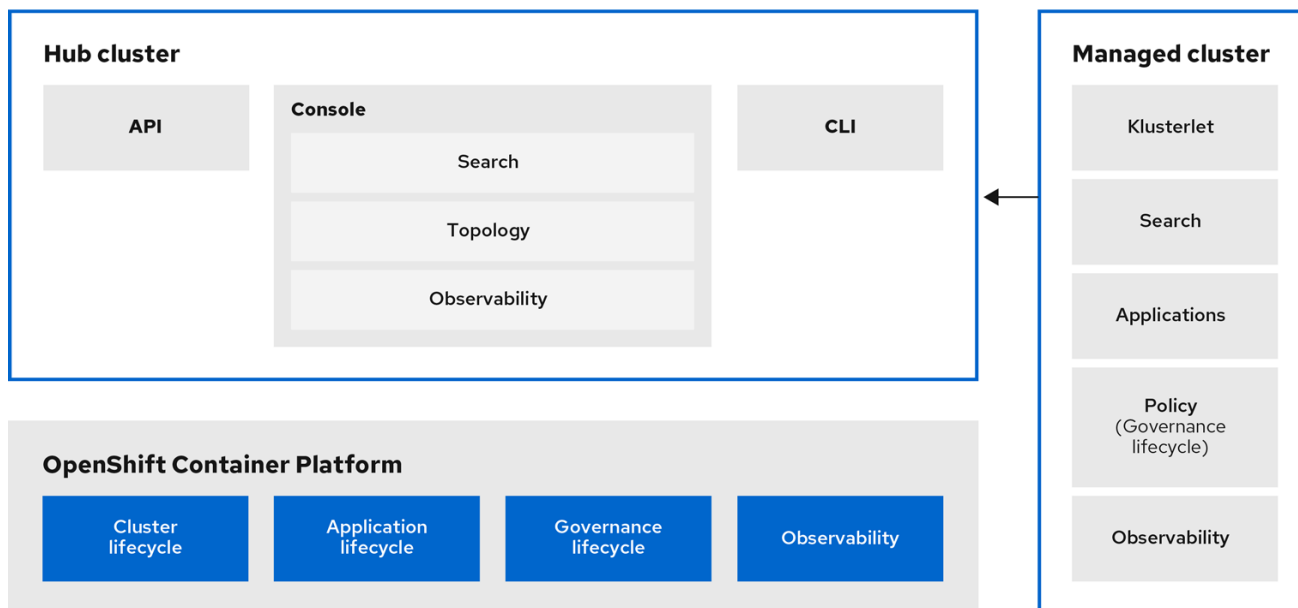 Hub cluster
API
Console
Search
Topology
Observability
CLI
OpenShift Container Platform
Cluster
lifecycle
Application
lifecycle
Governance
lifecycle
Observability
Managed cluster
Klusterlet
Search
Applications
Policy
(Governance
lifecycle)
Observability